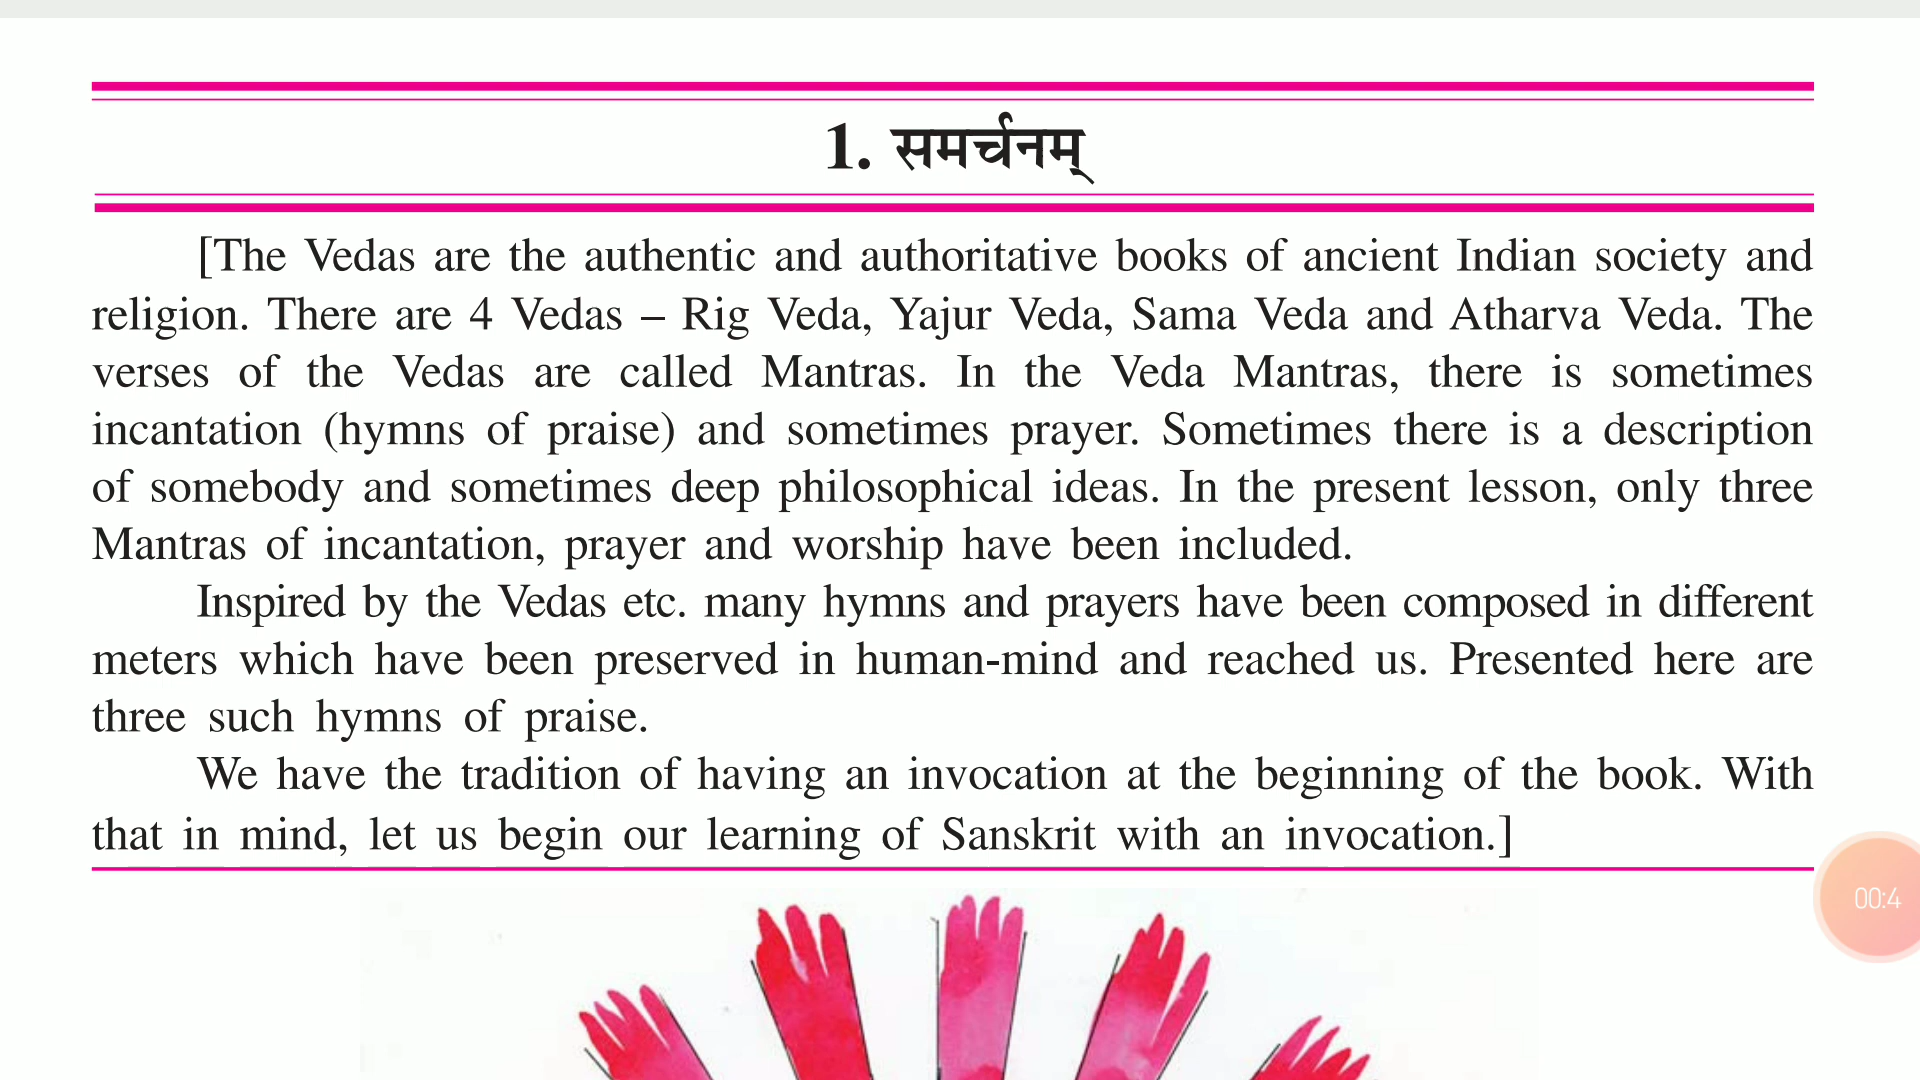 1. समर्चनम्
[The Vedas are the authentic and authoritative books of ancient Indian society and
religion. There are 4 Vedas – Rig Veda, Yajur Veda, Sama Veda and Atharva Veda. The
verses of the Vedas are called Mantras. In the Veda Mantras, there is sometimes
incantation (hymns of praise) and sometimes prayer. Sometimes there is a description
of somebody and sometimes deep philosophical ideas. In the present lesson, only three
Mantras of incantation, prayer and worship have been included.
Inspired by the Vedas etc. many hymns and prayers have been composed in different
meters which have been preserved in human-mind and reached us. Presented here are
three such hymns of praise.
We have the tradition of having an invocation at the beginning of the book. With
that in mind, let us begin our learning of Sanskrit with an invocation.]
00:4